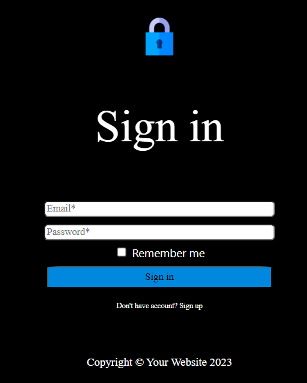 Sign in
Email*
Password*
Remember me
Sign in
Don't have account? Sign up
Copyright © Your Website 2023